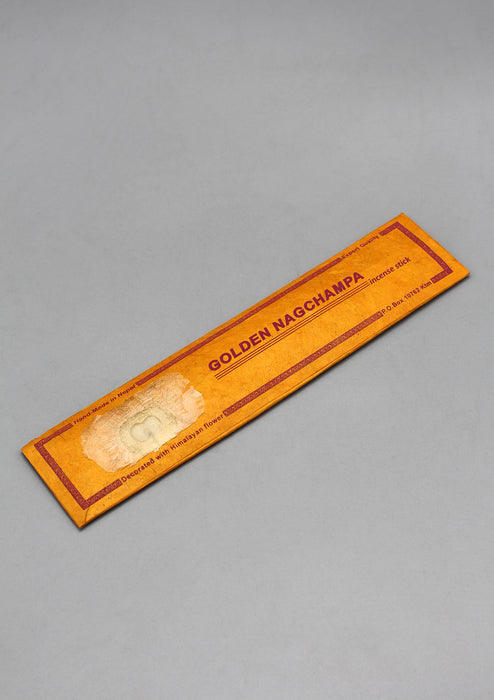 Hand-Made in Nepal
Export Quality
GOLDEN NAGCHAMPA
incense stick
Decorated with Himalayan flower
P.O Box 10763 Ktm